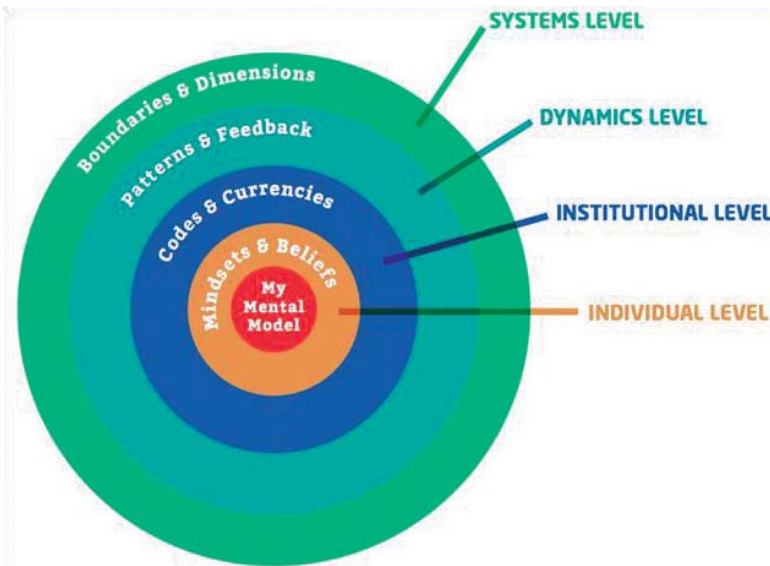 SYSTEMS LEVEL
Boundaries & Dimensions
DYNAMICS LEVEL
Patterns & Feedback
Codes & Currencies
INSTITUTIONAL LEVEL
Mindsets & Beliefs
My
Mental
Model
INDIVIDUAL LEVEL